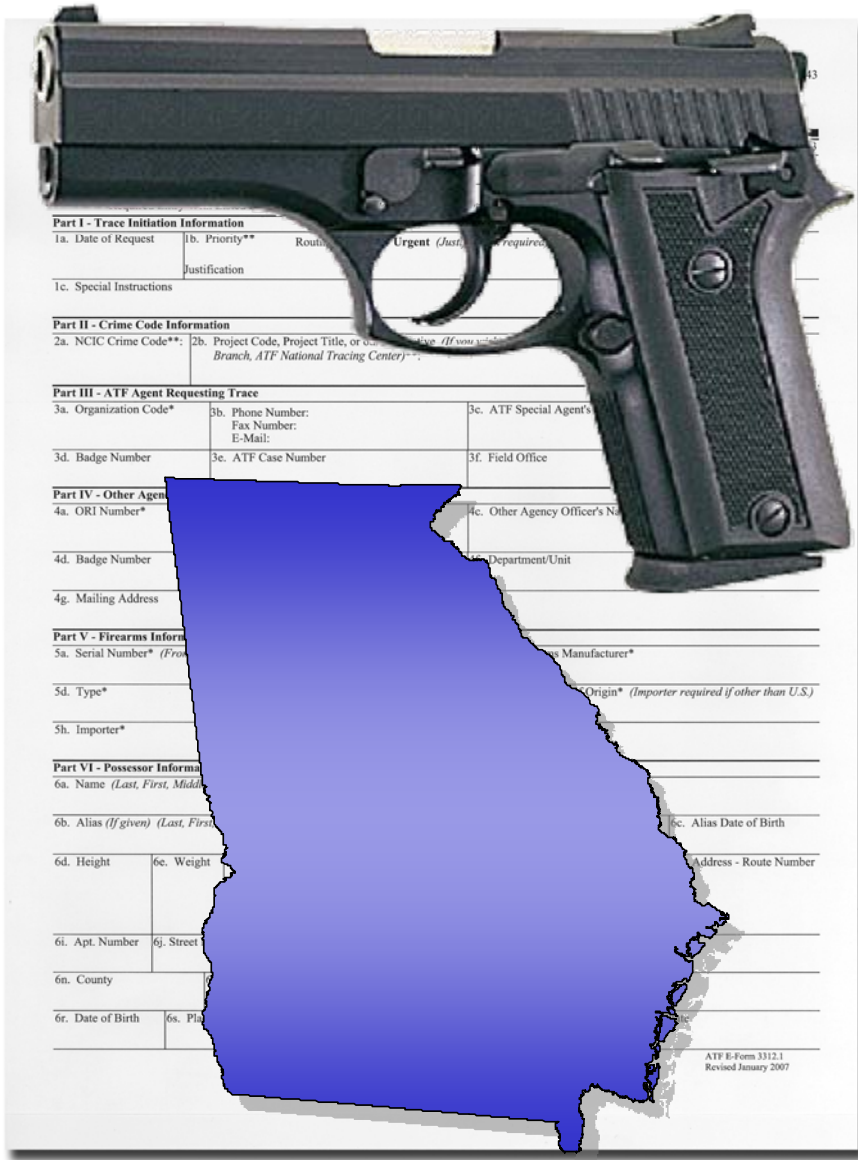 43
Part I - Trace Initiation Information
1a. Date of Request 1b. Priority** Urgent required
Justification
1c. Special Instructions
Part II - Crime Code Information
2a. NCIC Crime Code**: 2b. Project Code, Project Title, or (If you
Branch, ATF National Tracing Center)**:
Part III - ATF Agent Requesting Trace
3a. Organization Code* 3b. Phone Number: 3c. ATF Special Agent's
Fax Number:
E-Mail:
3d. Badge Number 3e. ATF Case Number 3f. Field Office
Part IV - Other
4a. ORI Number* 4c. Other Agency Officer's
4d. Badge Number Department/Unit
4g. Mailing Address
Part V - Firearms
5a. Serial Number* Manufacturer*
5d. Type* Origin* (Importer required if other than U.S.)
5h. Importer*
Part VI - Possessor
6a. Name (Last, First,
6b. Alias (If given) (Last, First, 6c. Alias Date of Birth
6d. Height 6e. Weight Address - Route Number
6i. Apt. Number 6j. Street
6n. County
6r. Date of Birth 6s.
ATF E-Form 3312.1
Revised January 2007